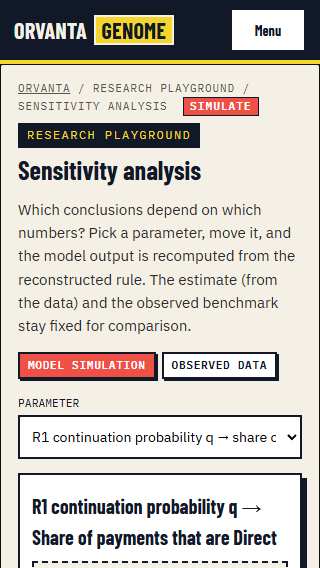 ORVANTA GENOME Menu
ORVANTA / RESEARCH PLAYGROUND /
SENSITIVITY ANALYSIS SIMULATE
RESEARCH PLAYGROUND
Sensitivity analysis
Which conclusions depend on which
numbers? Pick a parameter, move it, and
the model output is recomputed from the
reconstructed rule. The estimate (from
the data) and the observed benchmark
stay fixed for comparison.
MODEL SIMULATION OBSERVED DATA
PARAMETER
R1 continuation probability q → share c
R1 continuation probability q →
Share of payments that are Direct